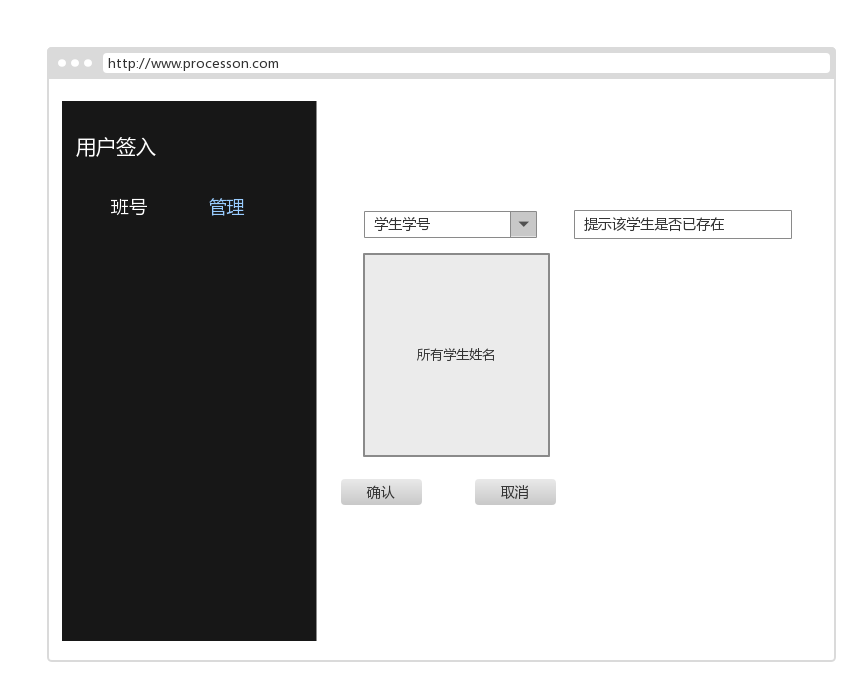 http://www.processon.com
用户签入
班号 管理
学生学号 提示该学生是否已存在
所有学生姓名
确认 取消